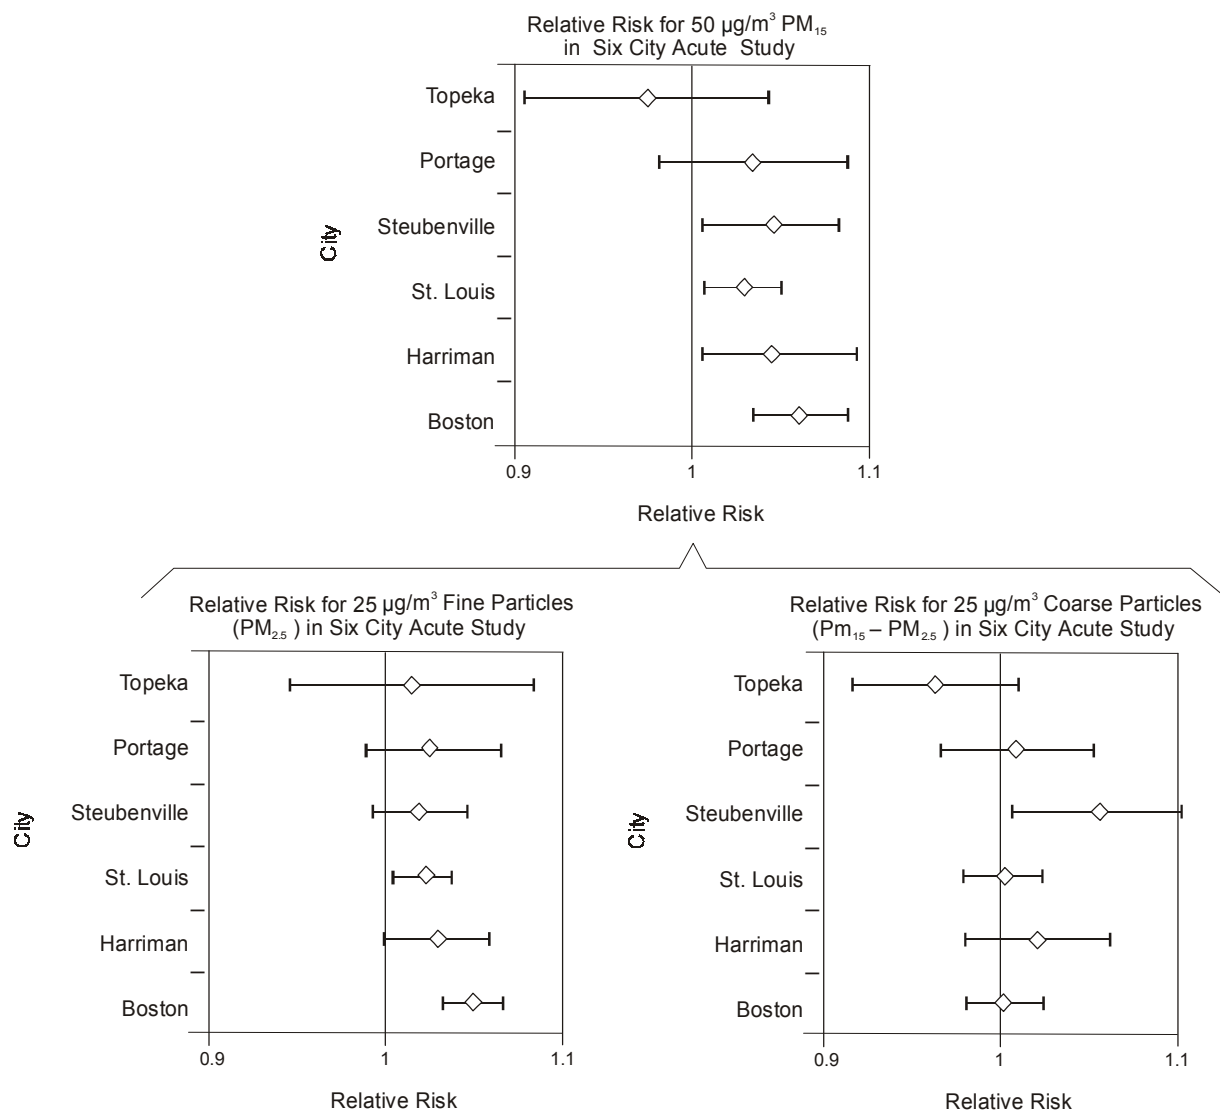 Relative Risk for 50 µg/m³ PM₁₅
in Six City Acute Study
Topeka
Portage
Steubenville
St. Louis
Harriman
Boston
City
0.9
1
1.1
Relative Risk
Relative Risk for 25 µg/m³ Fine Particles
(PM₂.₅ ) in Six City Acute Study
Topeka
Portage
Steubenville
St. Louis
Harriman
Boston
City
0.9
1
1.1
Relative Risk
Relative Risk for 25 µg/m³ Coarse Particles
(Pm₁₅ – PM₂.₅ ) in Six City Acute Study
Topeka
Portage
Steubenville
St. Louis
Harriman
Boston
City
0.9
1
1.1
Relative Risk